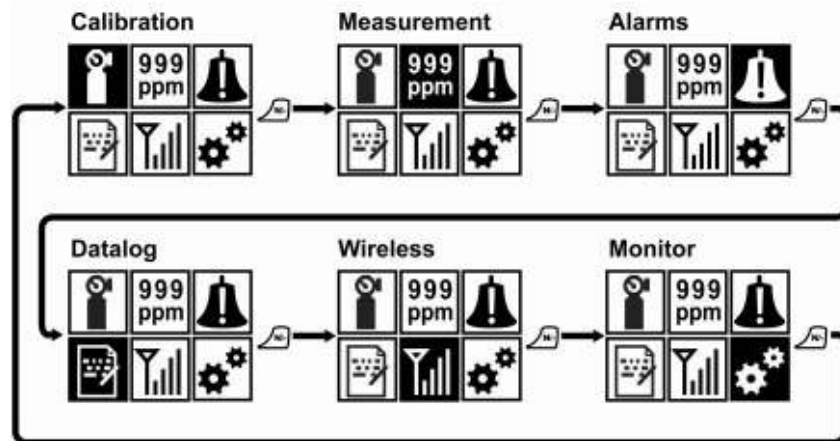 Calibration Measurement Alarms
999 999 999
ppm ppm ppm
N/- N/- N/-
Datalog Wireless Monitor
999 999 999
ppm ppm ppm
N/- N/- N/-